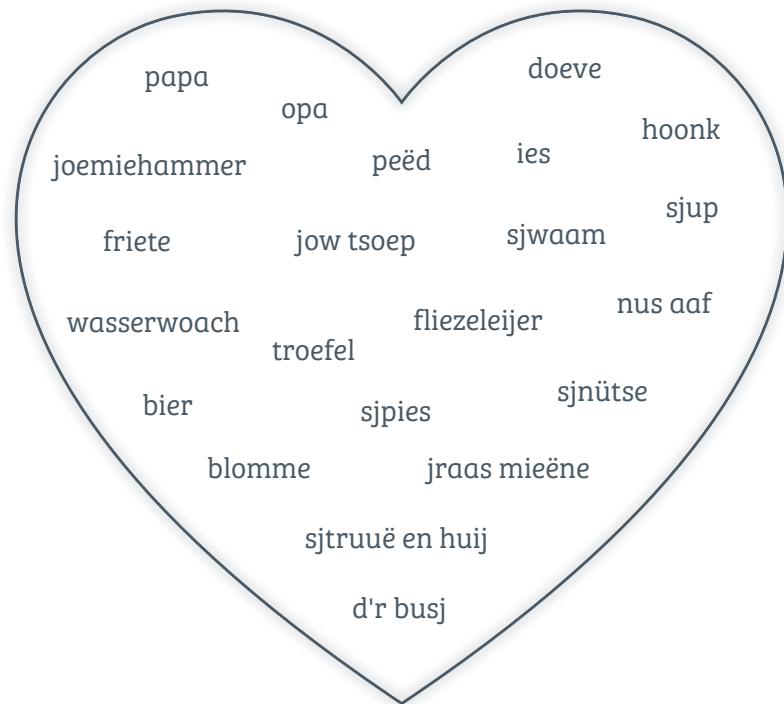 papa
doeve
opa
hoonk
joemiehammer
peëd
ies
sjup
friete
jow tsoep
sjwaam
wasserwoach
fliezeleijer
nus aaf
troefel
bier
sjpies
sjnütse
blomme
jraas mieëne
sjtruuë en huij
d'r busj